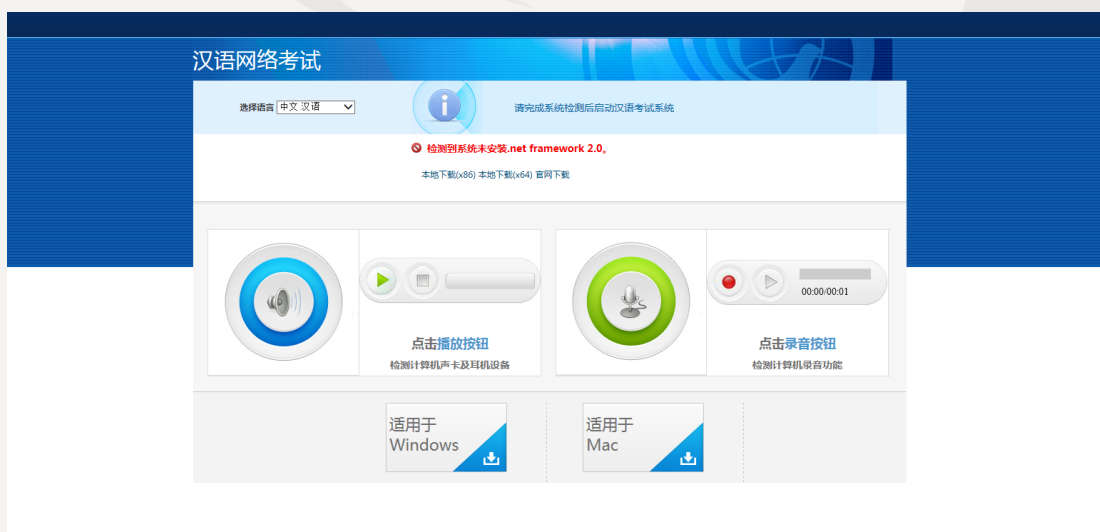 汉语网络考试
选择语言 中文 汉语
请完成系统检测后启动汉语考试系统
检测到系统未安装.net framework 2.0。
本地下载(x86) 本地下载(x64) 官网下载
点击播放按钮
检测计算机声卡及耳机设备
00:00/00:01
点击录音按钮
检测计算机录音功能
适用于
Windows
适用于
Mac